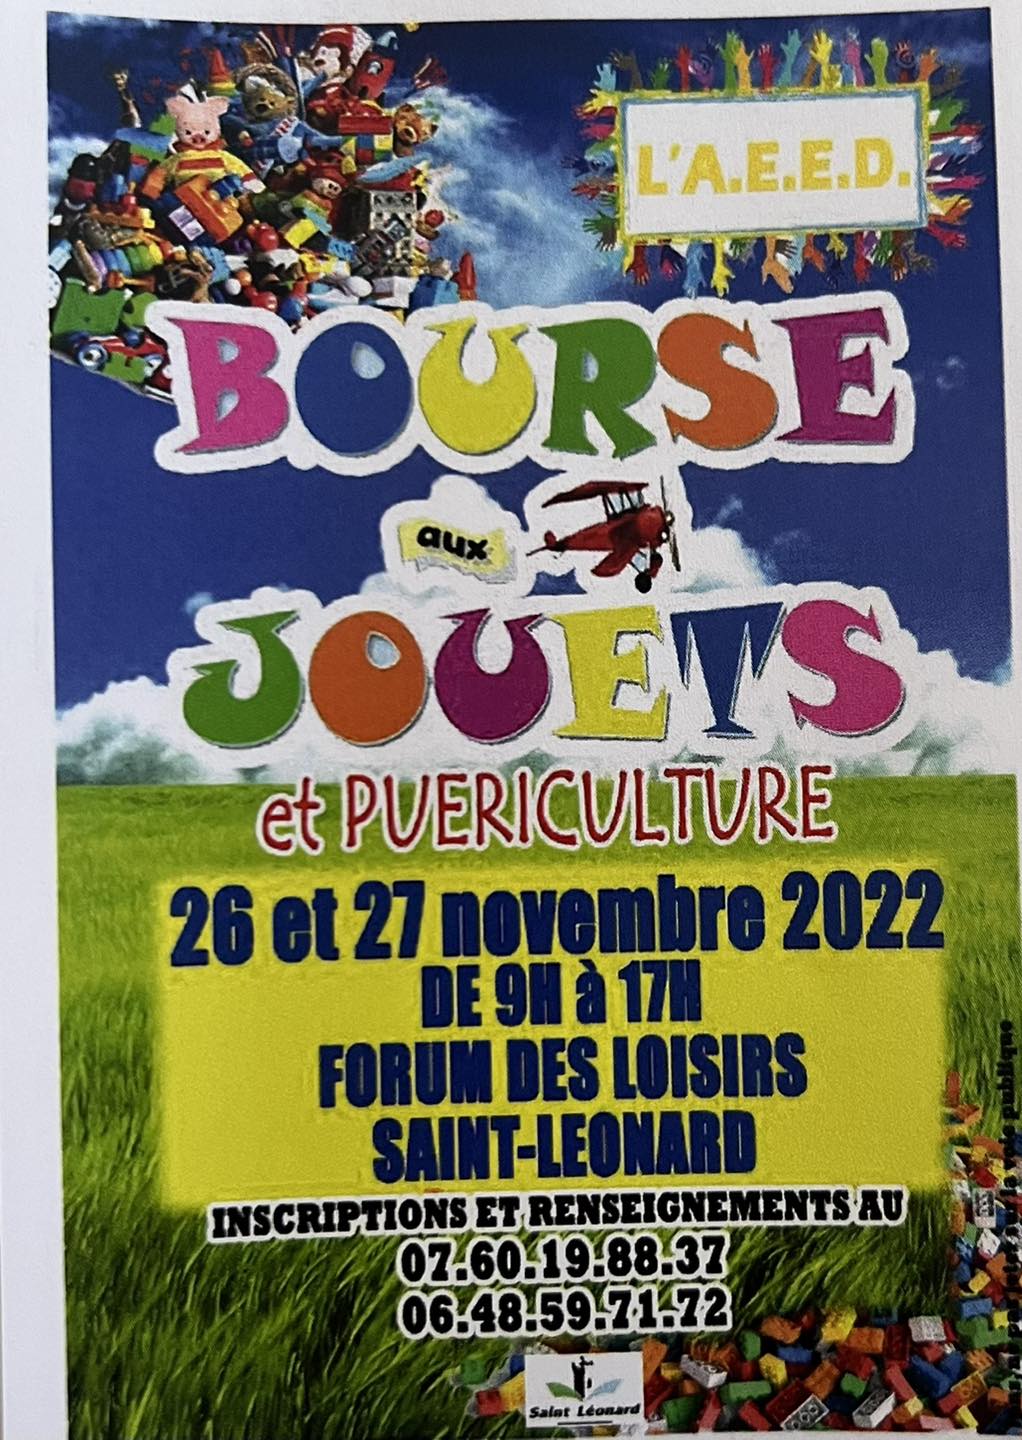 L'A.E.E.D.
BOURSE
aux
JOUETS
et PUERICULTURE
26 et 27 novembre 2022
DE 9H à 17H
FORUM DES LOISIRS
SAINT-LEONARD
INSCRIPTIONS ET RENSEIGNEMENTS AU
07.60.19.88.37
06.48.59.71.72
Saint Léonard
publique